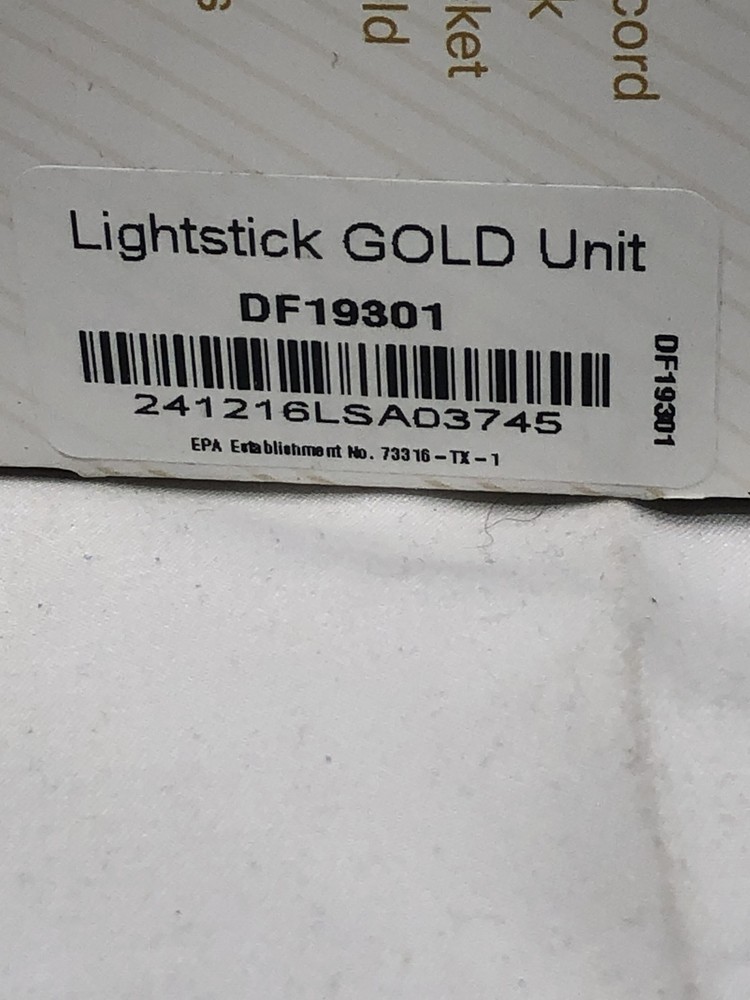 s
ld
ket
k
cord
Lightstick GOLD Unit
DF19301
241216LSA03745
DF19301
EPA Establishment No. 73316-TX-1